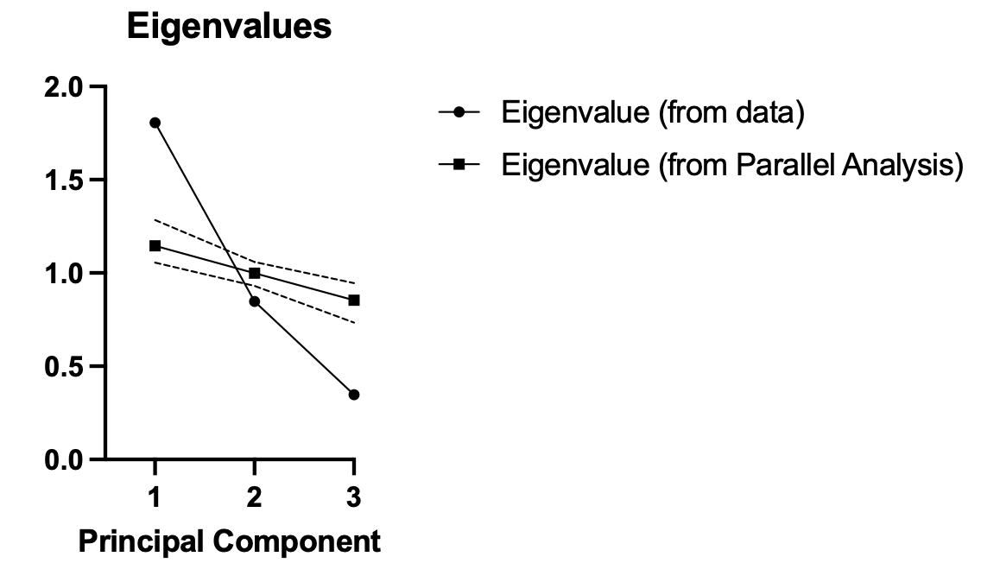 Eigenvalues
2.0
1.5
1.0
0.5
0.0
1 2 3
Principal Component
Eigenvalue (from data)
Eigenvalue (from Parallel Analysis)